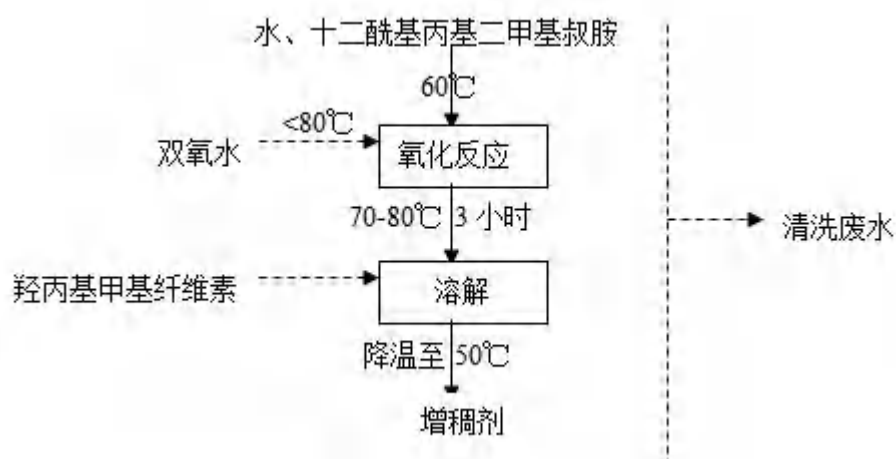 水、十二酰基丙基二甲基叔胺
60℃
<80℃
双氧水
氧化反应
70-80℃ 3 小时
清洗废水
羟丙基甲基纤维素
溶解
降温至 50℃
增稠剂